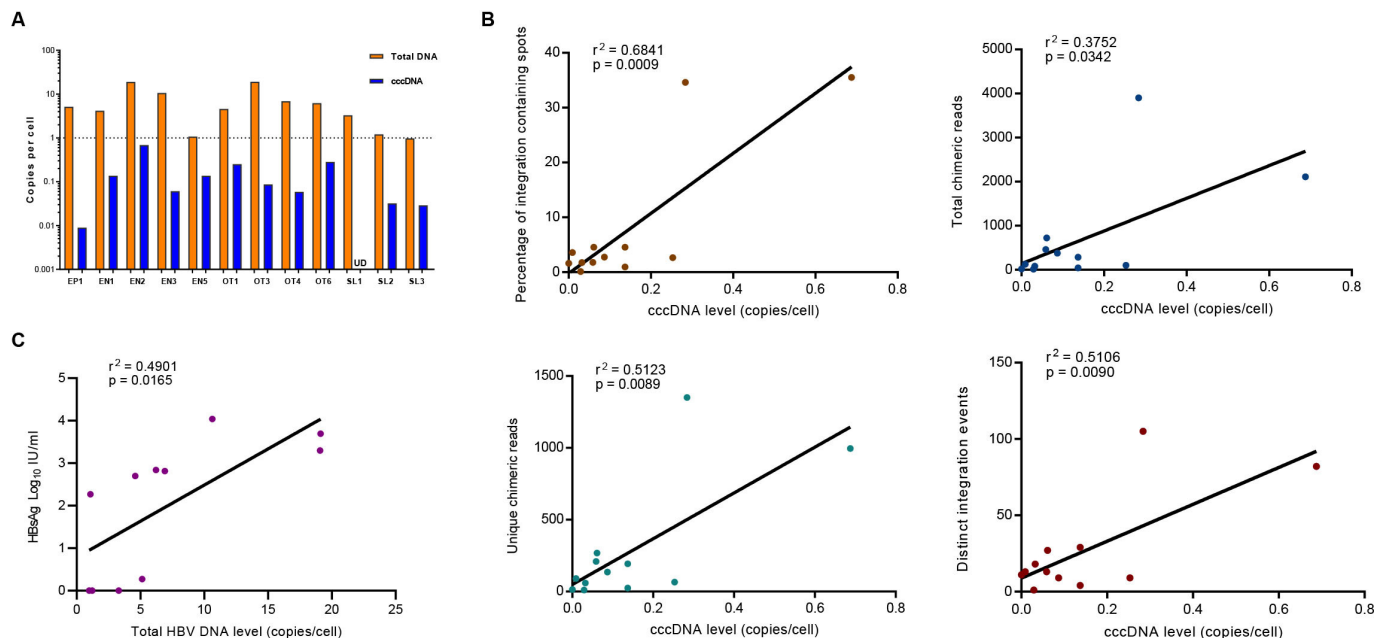 A
Copies per cell
100
10
1
0.1
0.01
0.001
Total DNA
cccDNA
UD
EP1 EN1 EN2 EN3 EN5 OT1 OT3 OT4 OT6 SL1 SL2 SL3
B
r² = 0.6841
p = 0.0009
Percentage of integration containing spots
40
30
20
10
0
0.0 0.2 0.4 0.6 0.8
cccDNA level (copies/cell)
r² = 0.3752
p = 0.0342
Total chimeric reads
5000
4000
3000
2000
1000
0
0.0 0.2 0.4 0.6 0.8
cccDNA level (copies/cell)
C
r² = 0.4901
p = 0.0165
HBsAg Log₁₀ IU/ml
5
4
3
2
1
0
0 5 10 15 20 25
Total HBV DNA level (copies/cell)
r² = 0.5123
p = 0.0089
Unique chimeric reads
1500
1000
500
0
0.0 0.2 0.4 0.6 0.8
cccDNA level (copies/cell)
r² = 0.5106
p = 0.0090
Distinct integration events
150
100
50
0
0.0 0.2 0.4 0.6 0.8
cccDNA level (copies/cell)